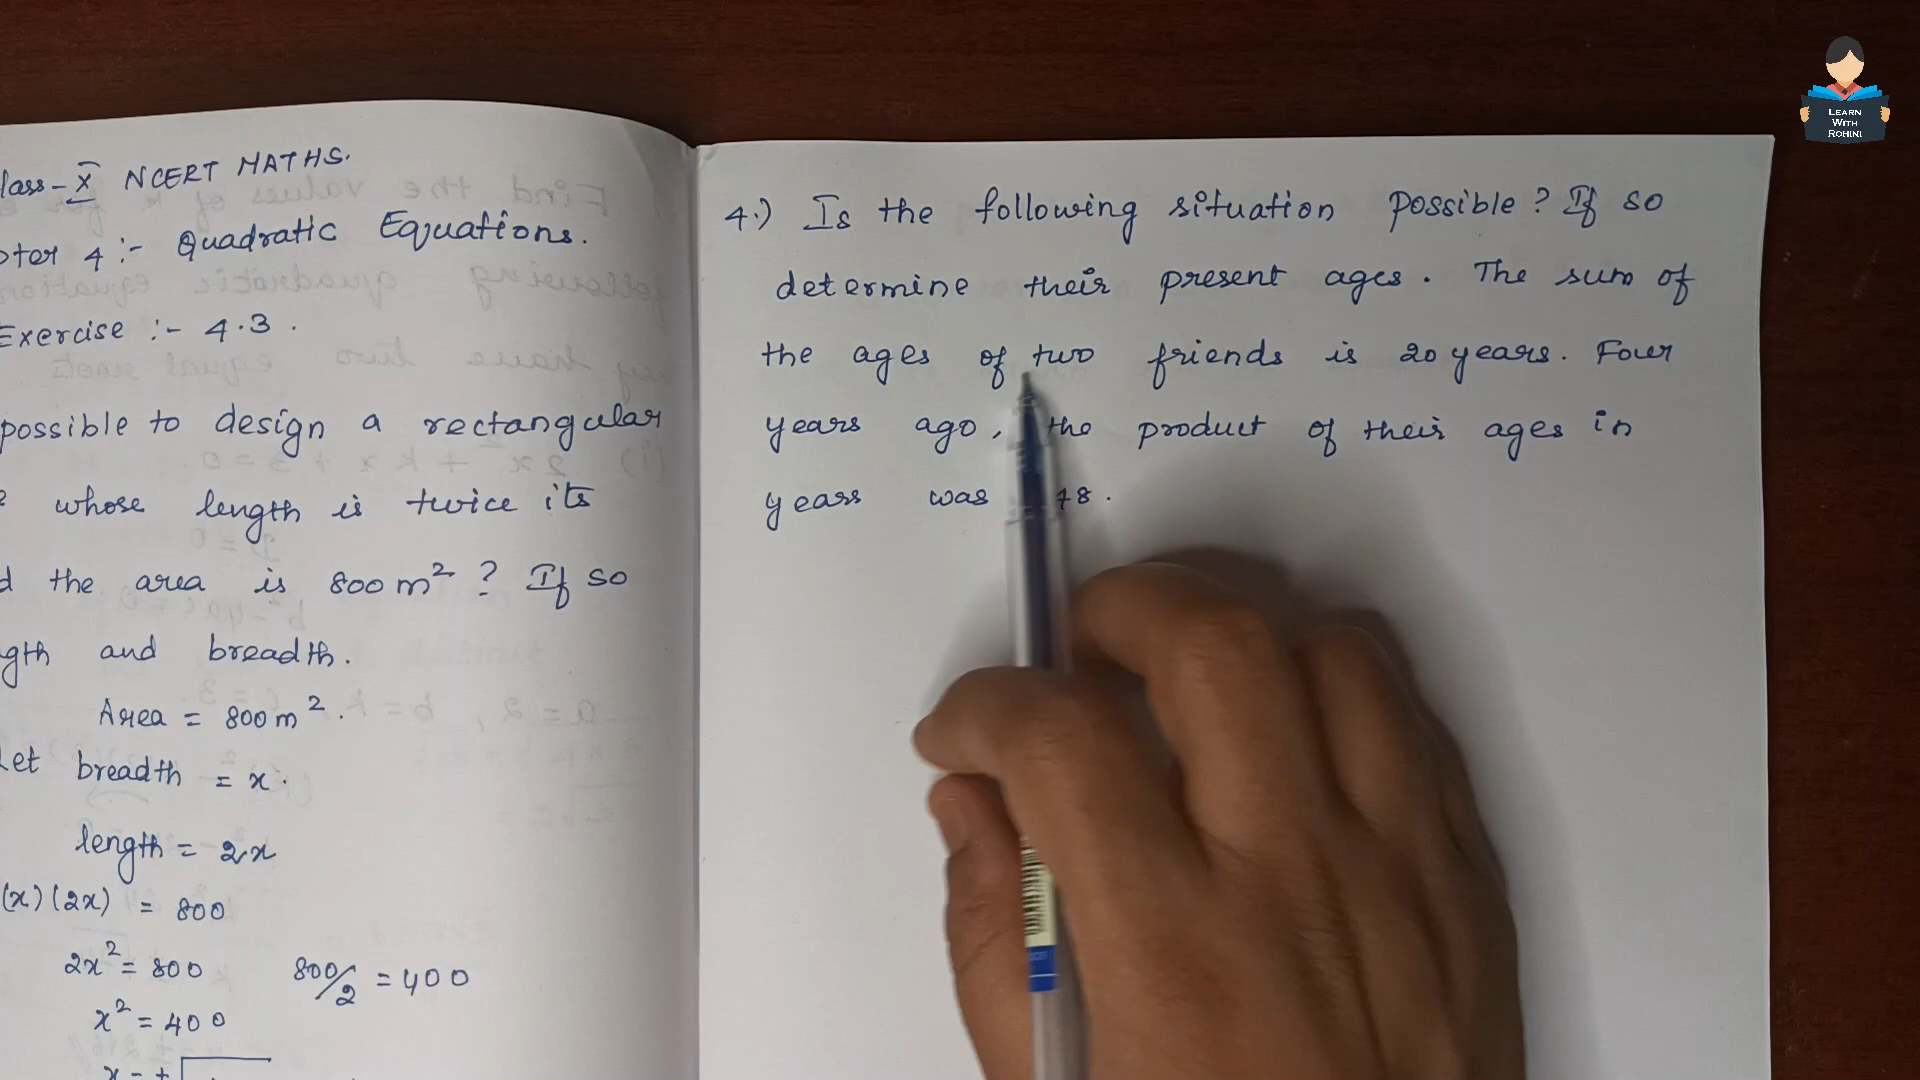 lass - X NCERT MATHS.
pter 4 :- Quadratic Equations.
Exercise :- 4.3 .
possible to design a rectangular
whose length is twice its
d the area is 800 m² ? If so
gth and breadth.
Area = 800 m².
Let breadth = x.
length = 2x
(x) (2x) = 800
2x² = 800 800/2 = 400
x² = 400
x = ±
4.) Is the following situation possible ? If so
determine their present ages . The sum of
the ages of two friends is 20 years. Four
years ago, the product of their ages in
years was 48 .
LEARN
WITH
ROHINI